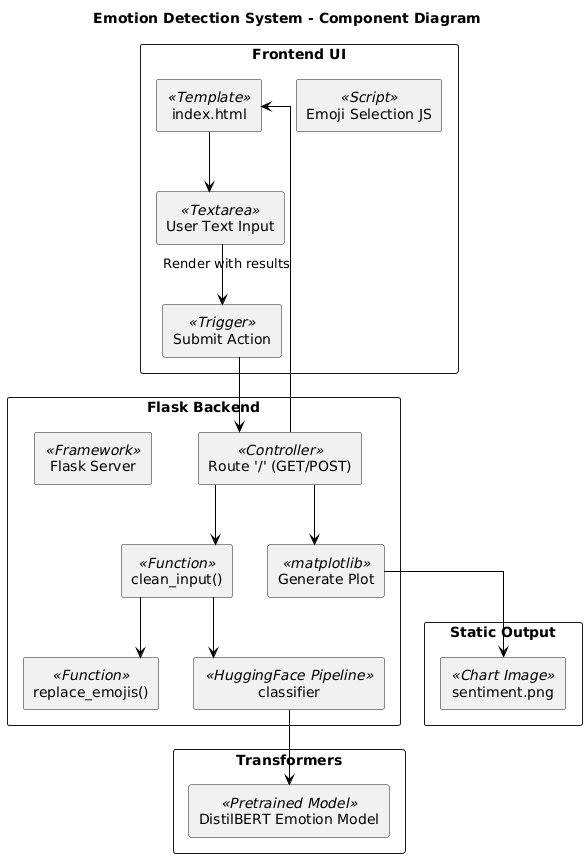 Emotion Detection System - Component Diagram
Frontend UI
«Template»
index.html
«Script»
Emoji Selection JS
«Textarea»
User Text Input
Render with results
«Trigger»
Submit Action
Flask Backend
«Framework»
Flask Server
«Controller»
Route '/' (GET/POST)
«Function»
clean_input()
«matplotlib»
Generate Plot
Static Output
«Function»
replace_emojis()
«HuggingFace Pipeline»
classifier
«Chart Image»
sentiment.png
Transformers
«Pretrained Model»
DistilBERT Emotion Model